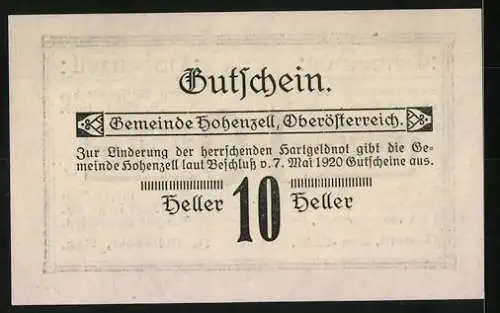 Gutschein.
Gemeinde Hohenzell, Oberösterreich.
Zur Linderung der herrschenden Hartgeldnot gibt die Ge-
meinde Hohenzell laut Beschluß v. 7. Mai 1920 Gutscheine aus.
Heller 10 Heller